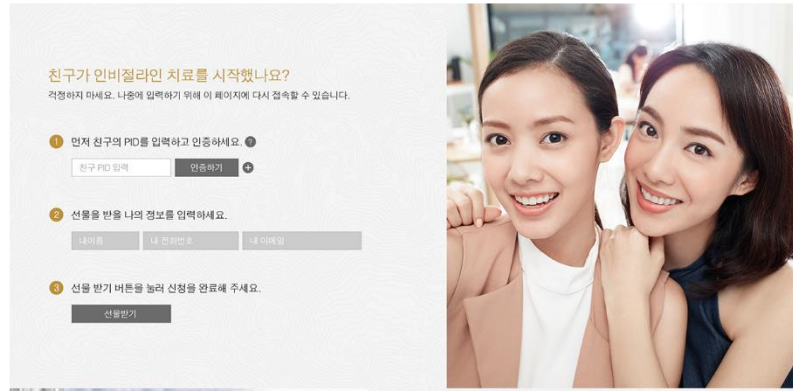 친구가 인비절라인 치료를 시작했나요?
걱정하지 마세요. 나중에 입력하기 위해 이 페이지에 다시 접속할 수 있습니다.
1 먼저 친구의 PID를 입력하고 인증하세요. ?
친구 PID 입력 인증하기 +
2 선물을 받을 나의 정보를 입력하세요.
내이름 내 전화번호 내 이메일
3 선물 받기 버튼을 눌러 신청을 완료해 주세요.
선물받기